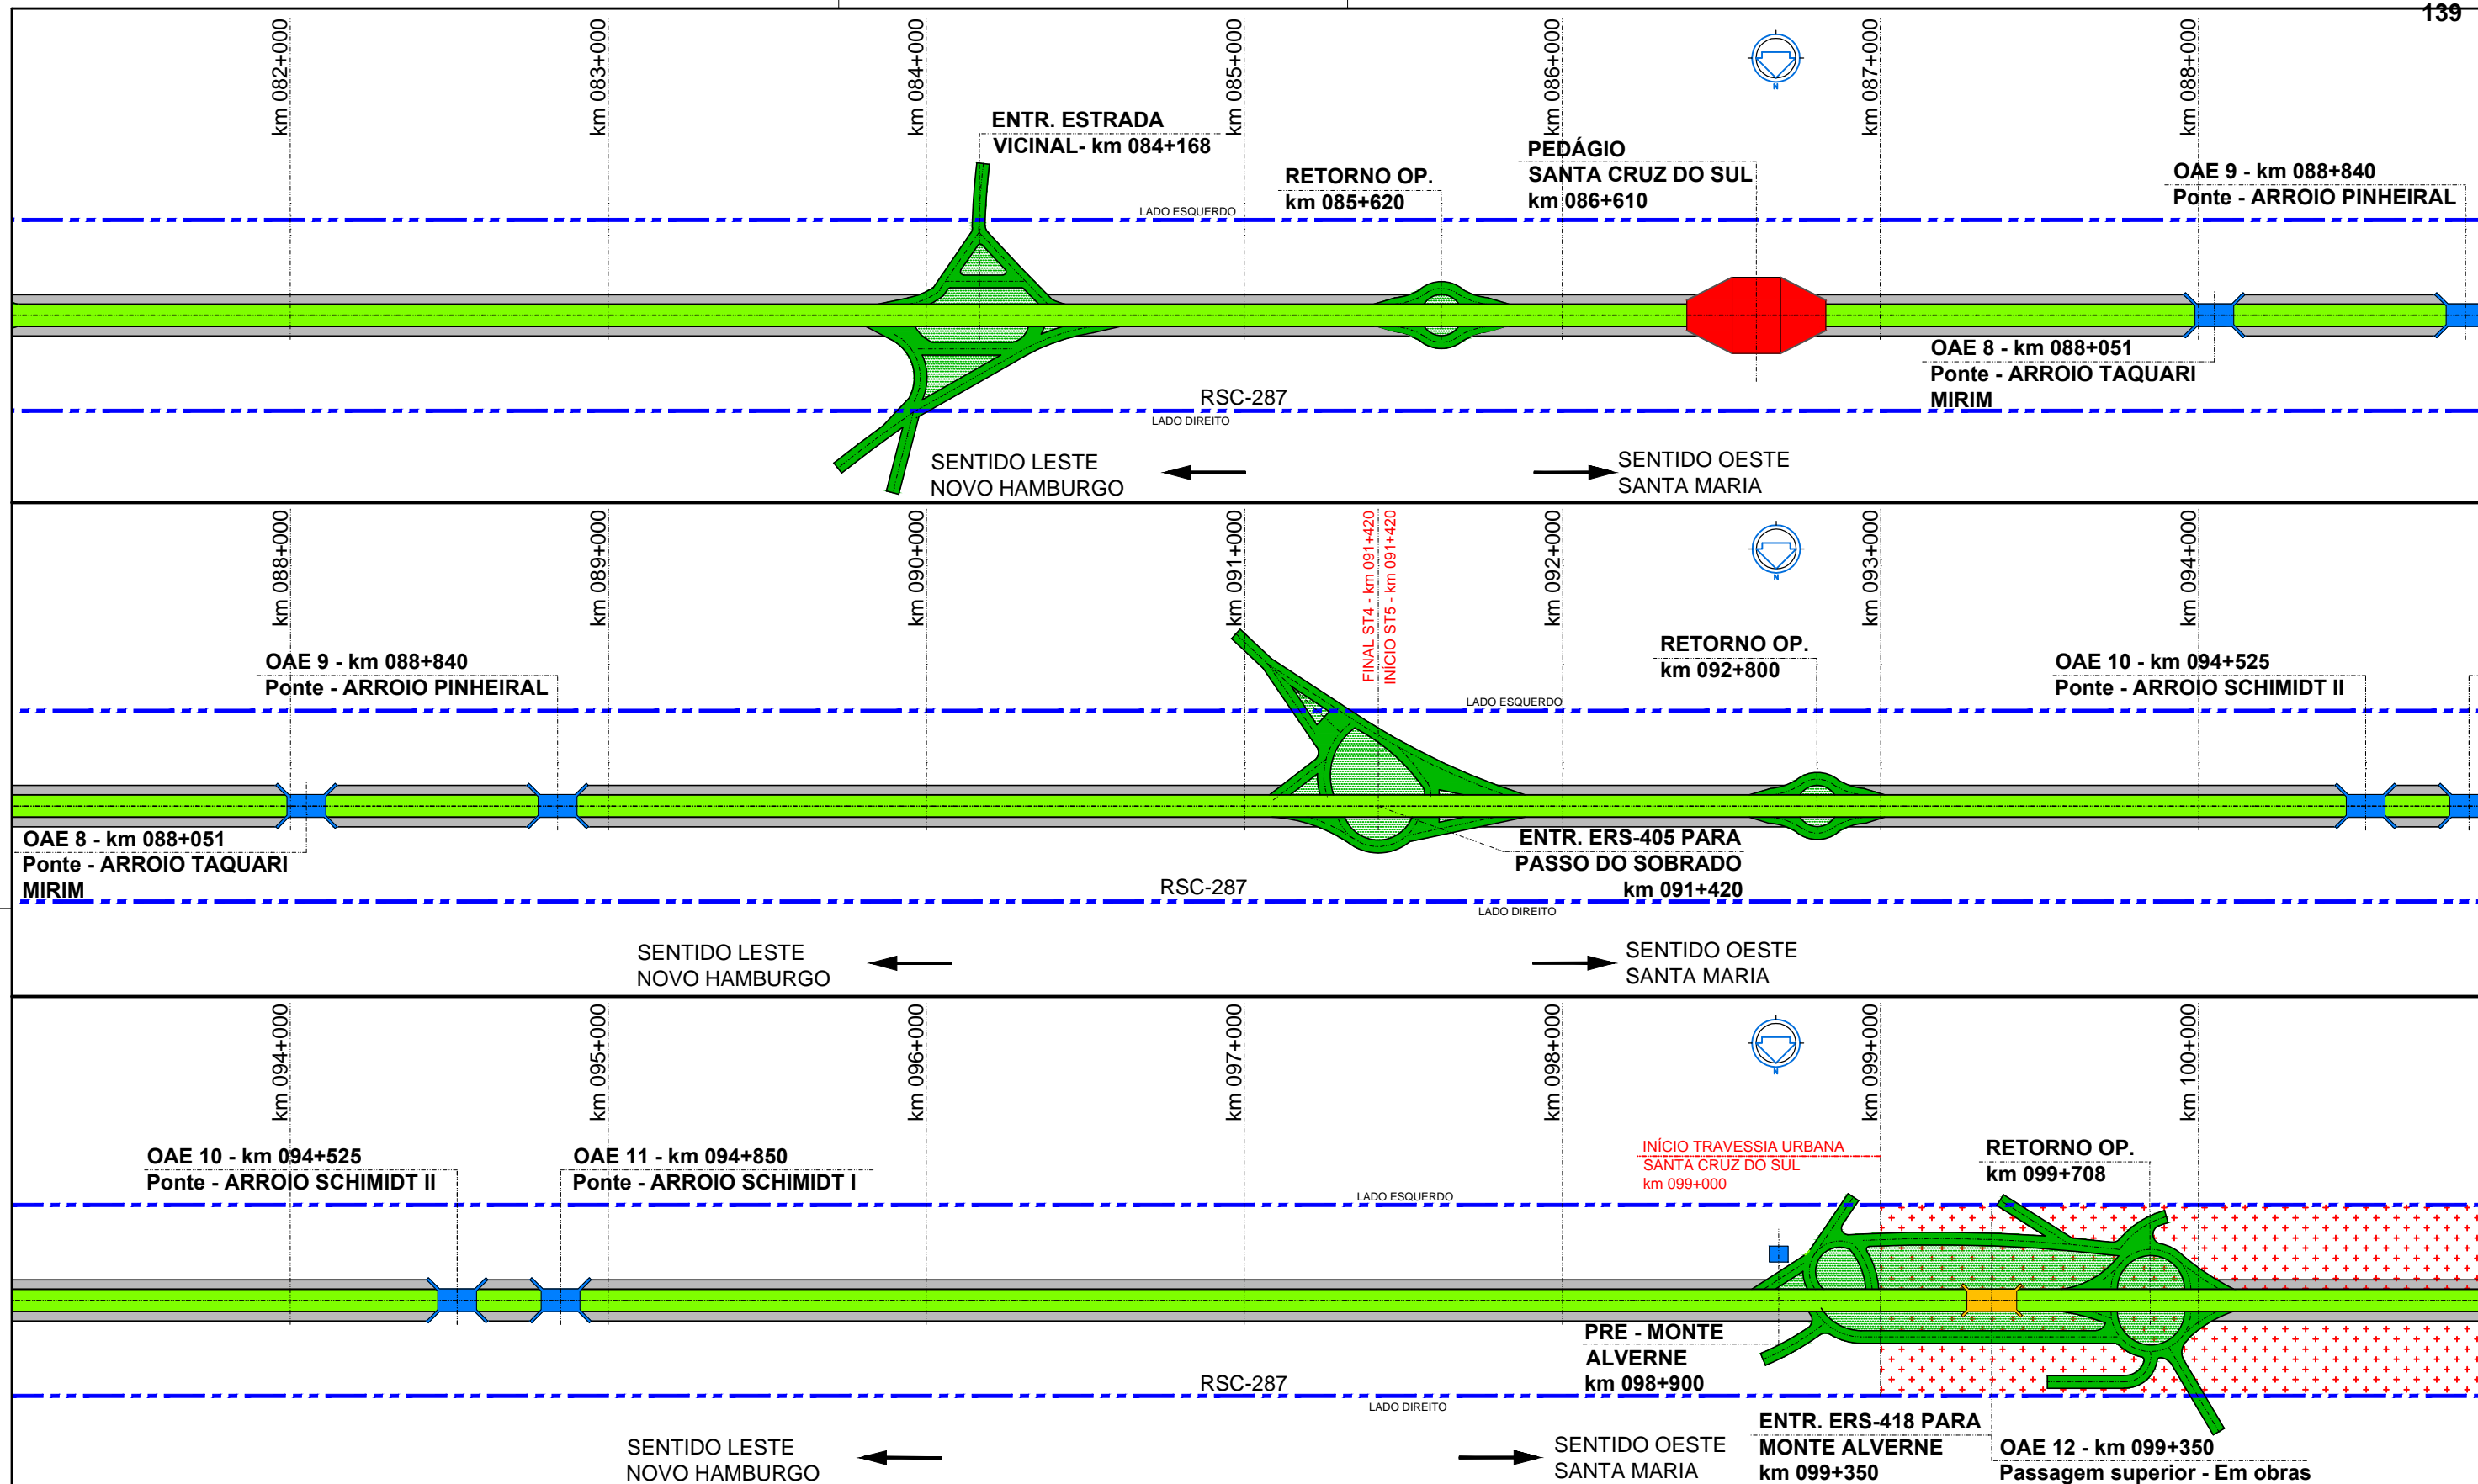 139
km 082+000
km 083+000
km 084+000
km 085+000
km 086+000
km 087+000
km 088+000
N
ENTR. ESTRADA
VICINAL- km 084+168
RETORNO OP.
km 085+620
PEDÁGIO
SANTA CRUZ DO SUL
km 086+610
OAE 9 - km 088+840
Ponte - ARROIO PINHEIRAL
LADO ESQUERDO
OAE 8 - km 088+051
Ponte - ARROIO TAQUARI
MIRIM
RSC-287
LADO DIREITO
SENTIDO LESTE
NOVO HAMBURGO
SENTIDO OESTE
SANTA MARIA
km 088+000
km 089+000
km 090+000
km 091+000
FINAL ST4 - km 091+420
INÍCIO ST5 - km 091+420
km 092+000
km 093+000
km 094+000
N
OAE 9 - km 088+840
Ponte - ARROIO PINHEIRAL
RETORNO OP.
km 092+800
OAE 10 - km 094+525
Ponte - ARROIO SCHIMIDT II
LADO ESQUERDO
OAE 8 - km 088+051
Ponte - ARROIO TAQUARI
MIRIM
ENTR. ERS-405 PARA
PASSO DO SOBRADO
km 091+420
RSC-287
LADO DIREITO
SENTIDO LESTE
NOVO HAMBURGO
SENTIDO OESTE
SANTA MARIA
km 094+000
km 095+000
km 096+000
km 097+000
km 098+000
km 099+000
km 100+000
N
OAE 10 - km 094+525
Ponte - ARROIO SCHIMIDT II
OAE 11 - km 094+850
Ponte - ARROIO SCHIMIDT I
INÍCIO TRAVESSIA URBANA
SANTA CRUZ DO SUL
km 099+000
RETORNO OP.
km 099+708
LADO ESQUERDO
PRE - MONTE
ALVERNE
km 098+900
RSC-287
LADO DIREITO
ENTR. ERS-418 PARA
MONTE ALVERNE
km 099+350
OAE 12 - km 099+350
Passagem superior - Em obras
SENTIDO LESTE
NOVO HAMBURGO
SENTIDO OESTE
SANTA MARIA